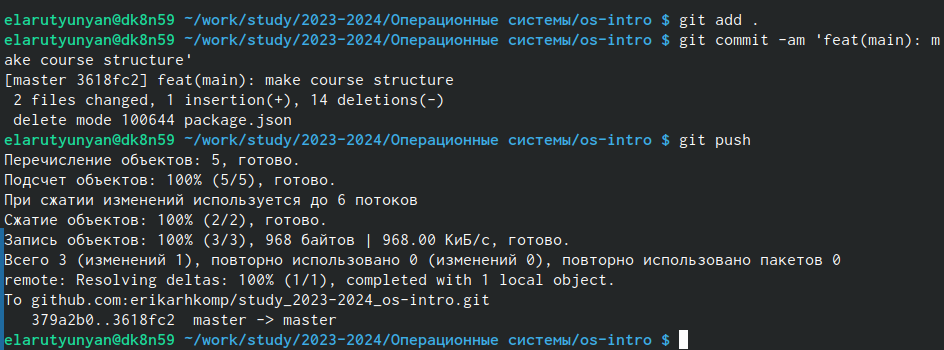 elarutyunyan@dk8n59 ~/work/study/2023-2024/Операционные системы/os-intro $ git add .
elarutyunyan@dk8n59 ~/work/study/2023-2024/Операционные системы/os-intro $ git commit -am 'feat(main): m
ake course structure'
[master 3618fc2] feat(main): make course structure
 2 files changed, 1 insertion(+), 14 deletions(-)
 delete mode 100644 package.json
elarutyunyan@dk8n59 ~/work/study/2023-2024/Операционные системы/os-intro $ git push
Перечисление объектов: 5, готово.
Подсчет объектов: 100% (5/5), готово.
При сжатии изменений используется до 6 потоков
Сжатие объектов: 100% (2/2), готово.
Запись объектов: 100% (3/3), 968 байтов | 968.00 КиБ/с, готово.
Всего 3 (изменений 1), повторно использовано 0 (изменений 0), повторно использовано пакетов 0
remote: Resolving deltas: 100% (1/1), completed with 1 local object.
To github.com:erikarhkomp/study_2023-2024_os-intro.git
   379a2b0..3618fc2  master -> master
elarutyunyan@dk8n59 ~/work/study/2023-2024/Операционные системы/os-intro $